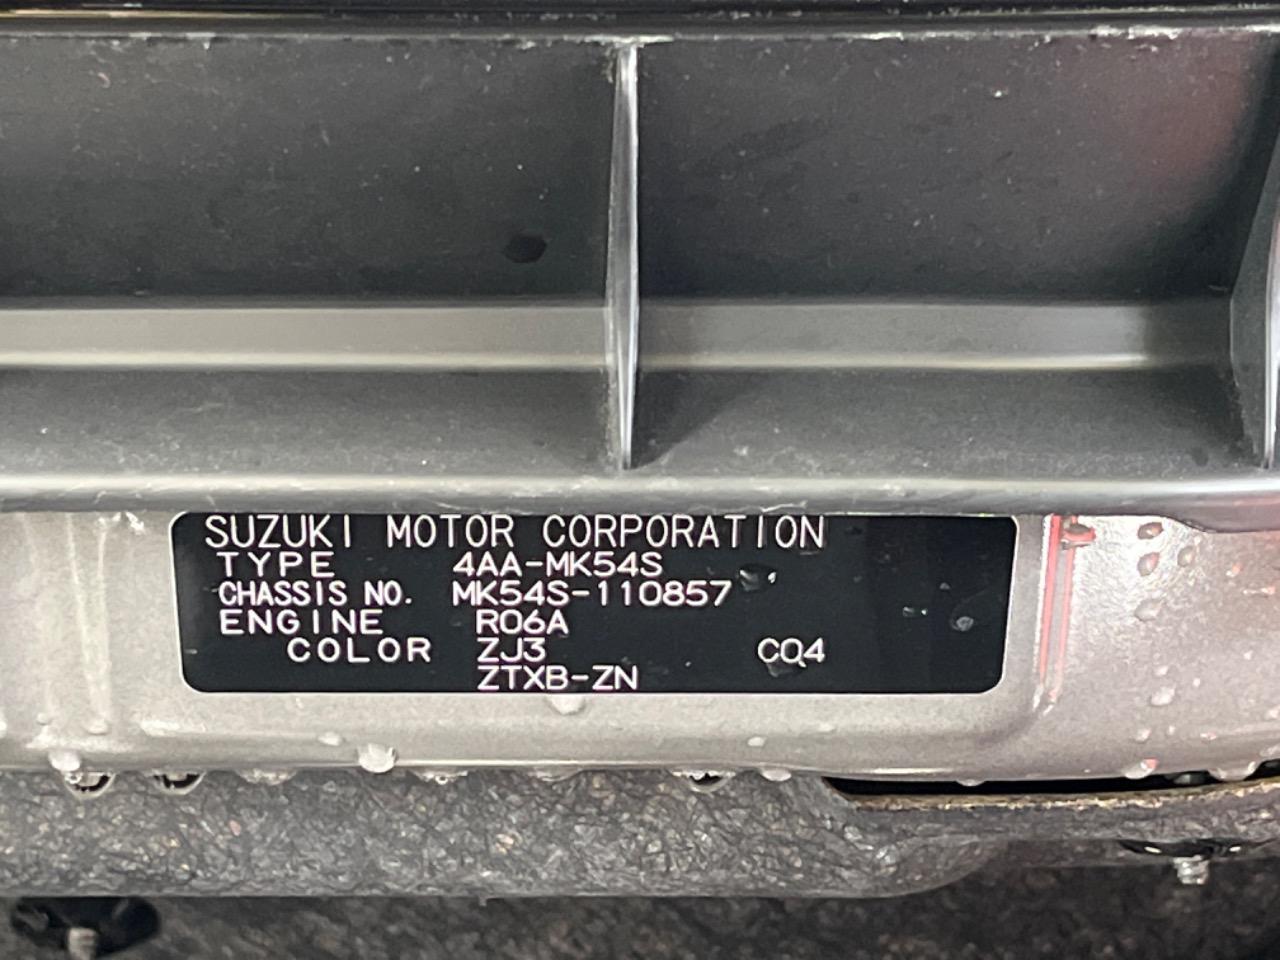 SUZUKI MOTOR CORPORATION
TYPE 4AA-MK54S
CHASSIS NO. MK54S-110857
ENGINE R06A
COLOR ZJ3 CQ4
ZTXB-ZN